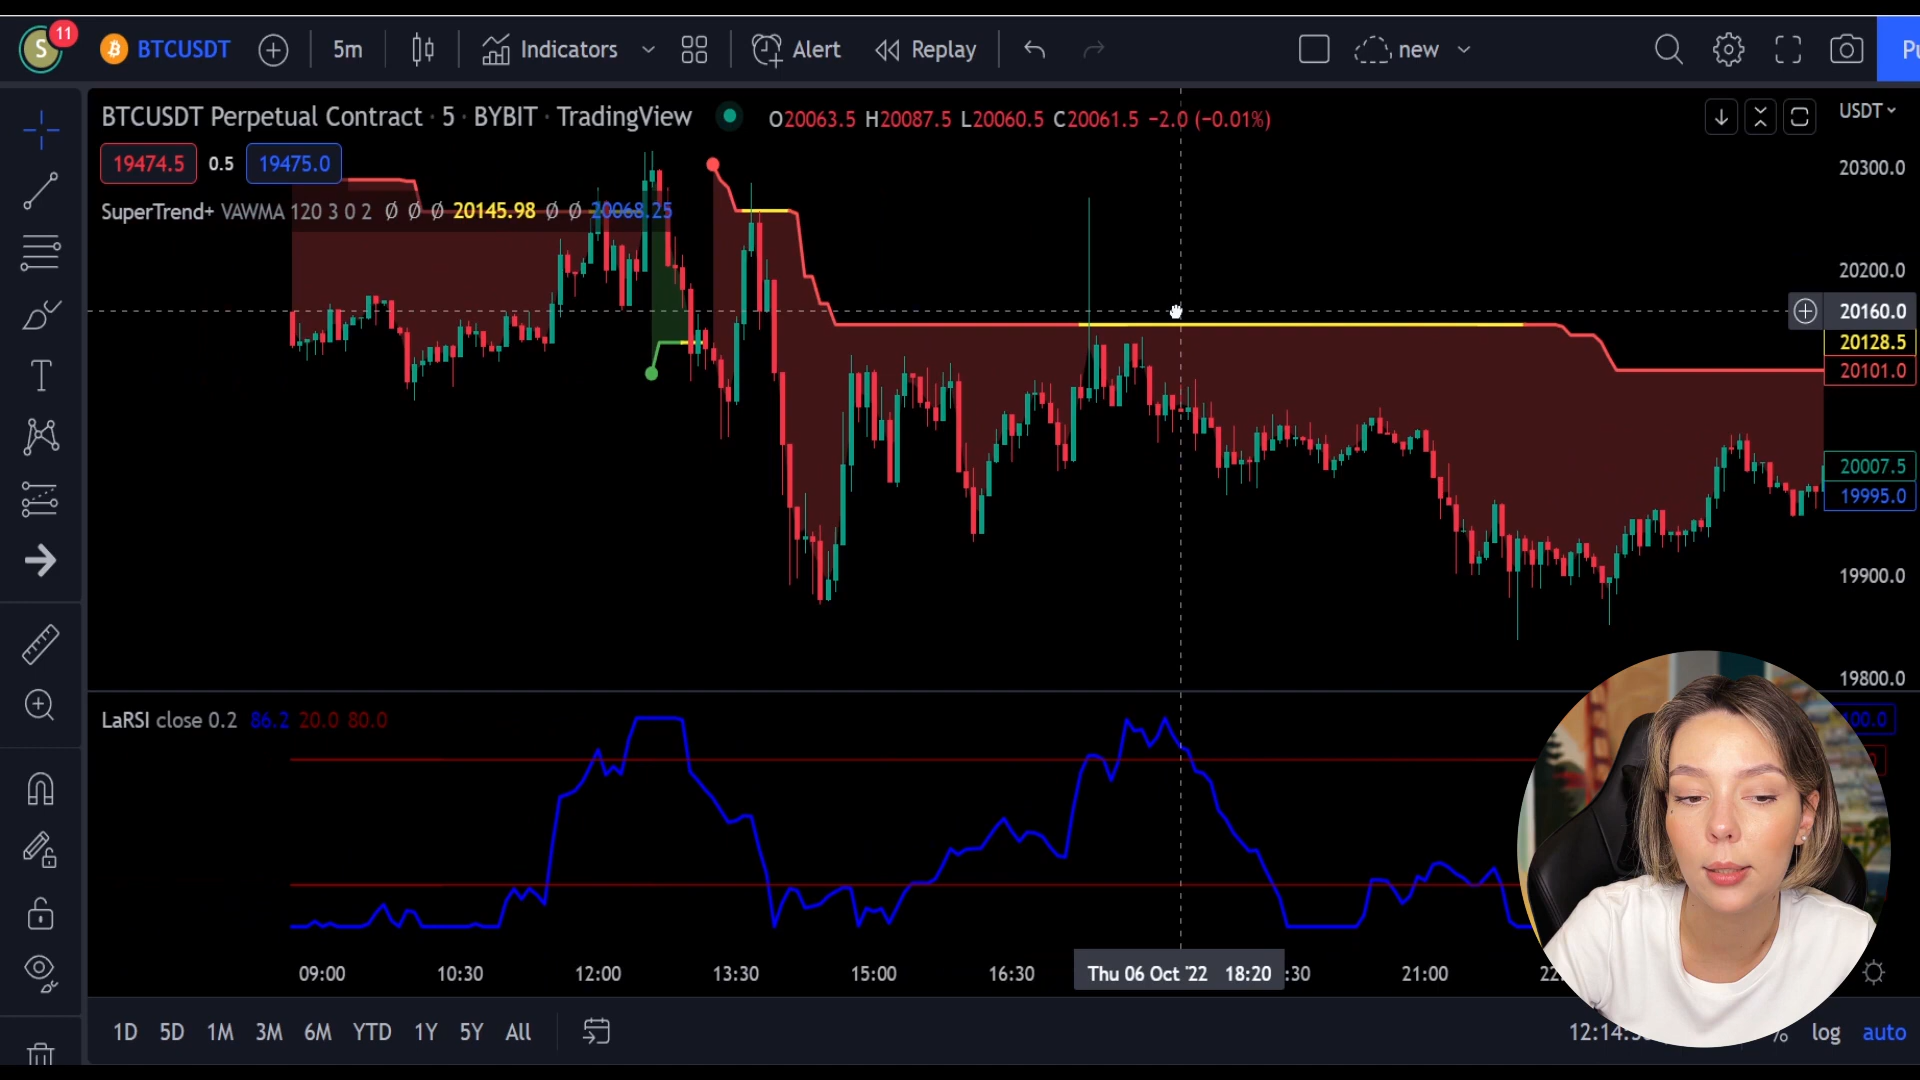 S 11 BTCUSDT 5m Indicators Alert Replay new Pu
BTCUSDT Perpetual Contract · 5 · BYBIT · TradingView O20063.5 H20087.5 L20060.5 C20061.5 −2.0 (−0.01%) USDT
19474.5 0.5 19475.0
SuperTrend+ VAWMA 120 3 0 2 Ø Ø Ø 20145.98 Ø Ø 20068.25
20300.0
20200.0
20160.0
20128.5
20101.0
20007.5
19995.0
19900.0
19800.0
LaRSI close 0.2 86.2 20.0 80.0
09:00 10:30 12:00 13:30 15:00 16:30 Thu 06 Oct '22 18:20 :30 21:00
T
1D 5D 1M 3M 6M YTD 1Y 5Y All % log auto